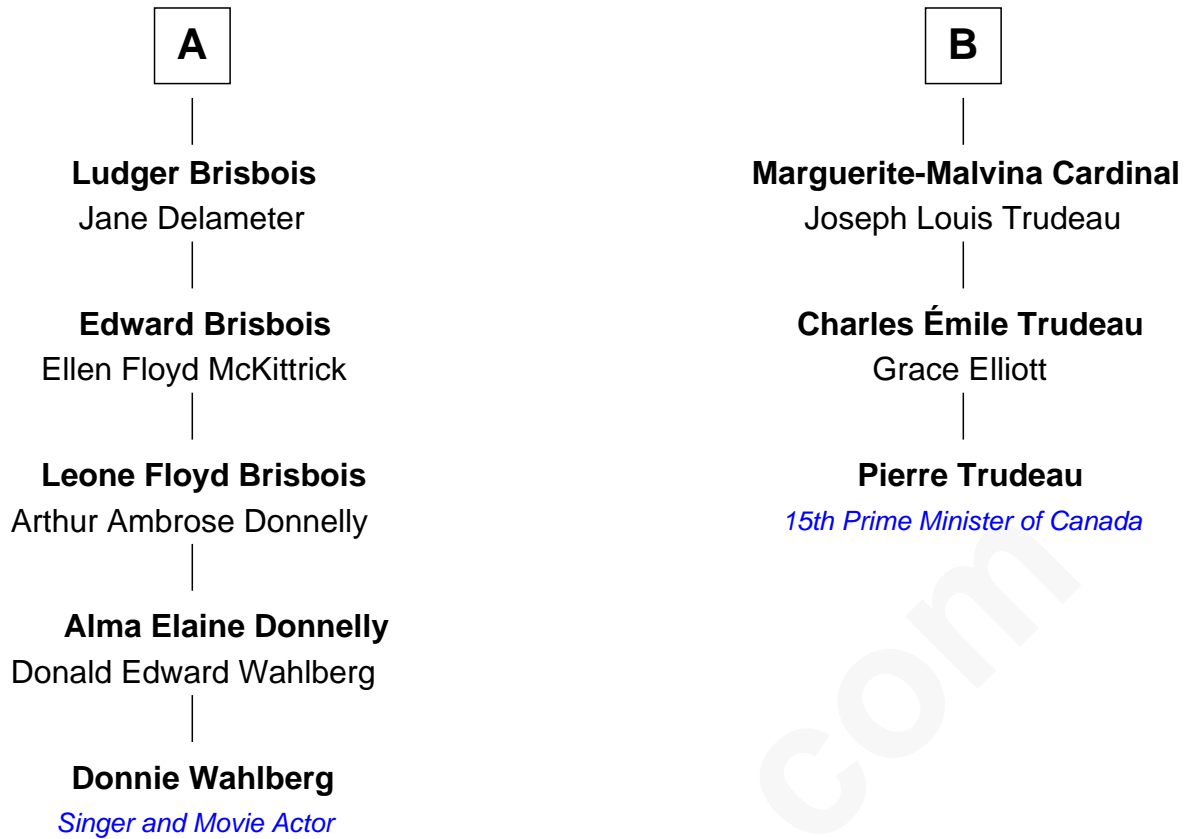 A
Ludger Brisbois
Jane Delameter
Edward Brisbois
Ellen Floyd McKittrick
Leone Floyd Brisbois
Arthur Ambrose Donnelly
Alma Elaine Donnelly
Donald Edward Wahlberg
Donnie Wahlberg
Singer and Movie Actor
B
Marguerite-Malvina Cardinal
Joseph Louis Trudeau
Charles Émile Trudeau
Grace Elliott
Pierre Trudeau
15th Prime Minister of Canada
com